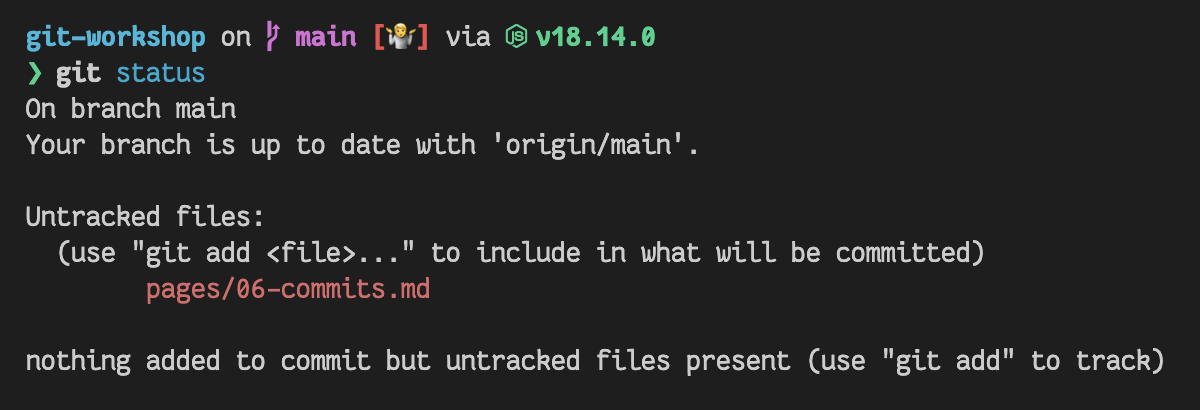 git-workshop on main [🤷] via JS v18.14.0
❯ git status
On branch main
Your branch is up to date with 'origin/main'.
Untracked files:
(use "git add <file>..." to include in what will be committed)
pages/06-commits.md
nothing added to commit but untracked files present (use "git add" to track)